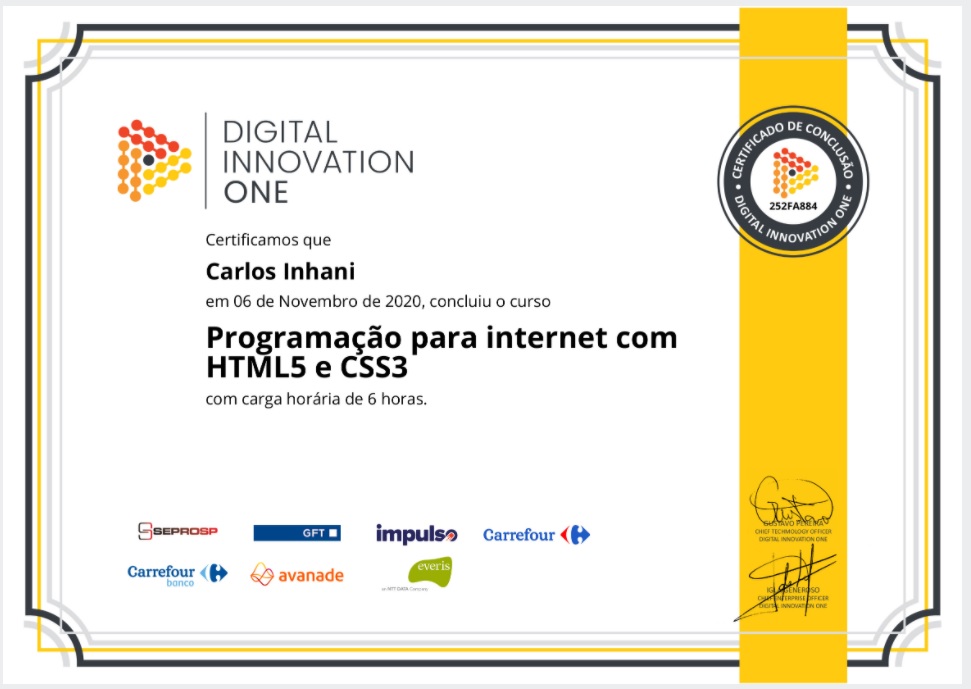 DIGITAL
INNOVATION
ONE
CERTIFICADO DE CONCLUSÃO
252FA884
DIGITAL INNOVATION ONE
Certificamos que
Carlos Inhani
em 06 de Novembro de 2020, concluiu o curso
Programação para internet com
HTML5 e CSS3
com carga horária de 6 horas.
SEPROSP
GFT
impulso
Carrefour
Carrefour
banco
avanade
everis
an NTT DATA Company
GUSTAVO PEREIRA
CHIEF TECHNOLOGY OFFICER
DIGITAL INNOVATION ONE
GENEROSO
CHIEF ENTERPRISE OFFICER
DIGITAL INNOVATION ONE